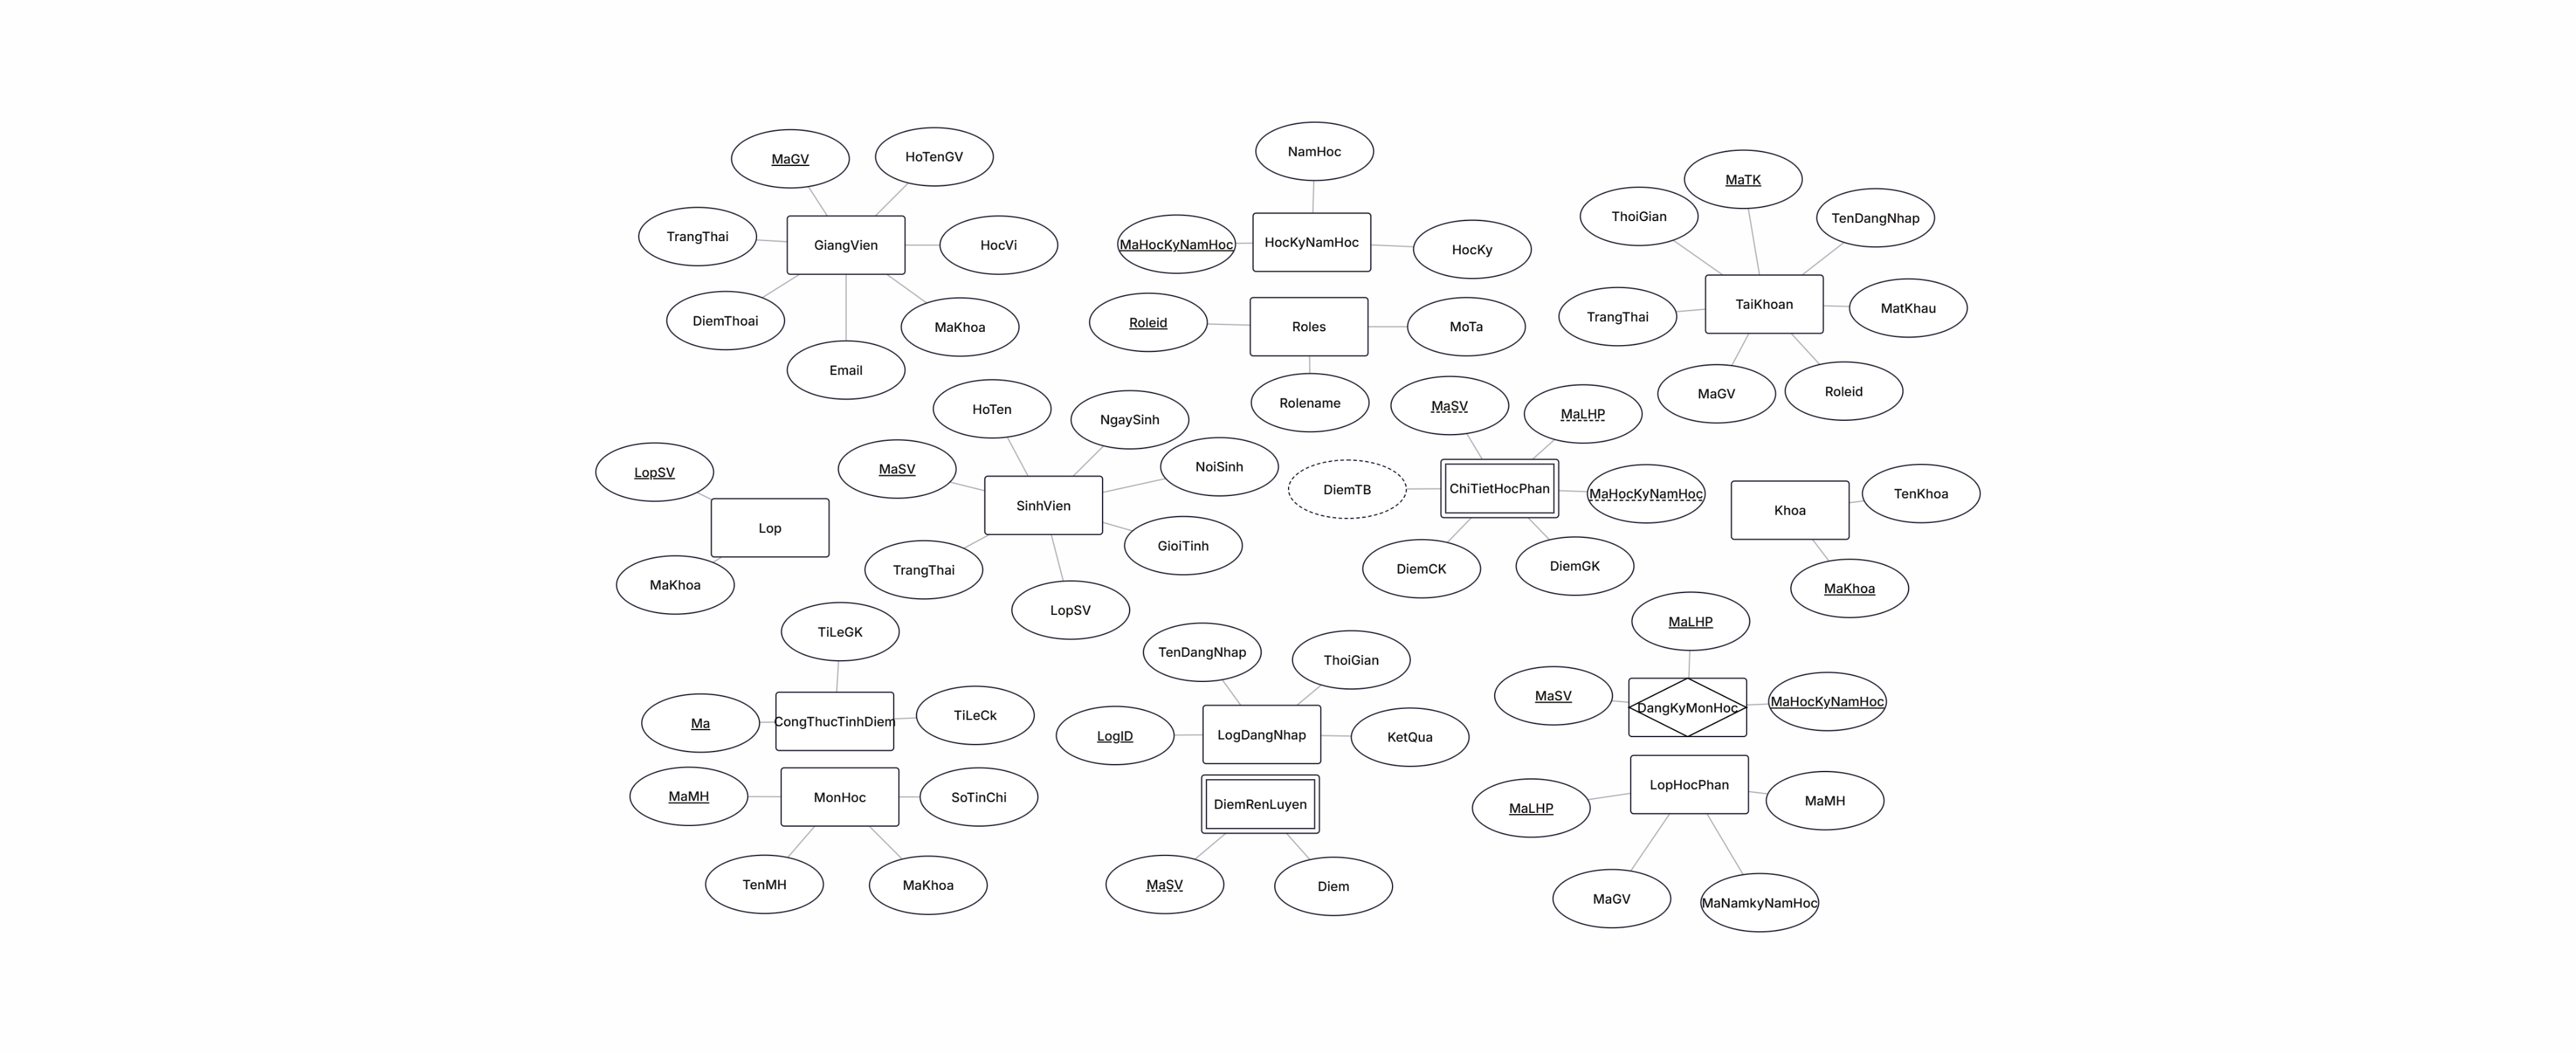 MaGV
HoTenGV
TrangThai
GiangVien
HocVi
DiemThoai
MaKhoa
Email
NamHoc
MaHocKyNamHoc
HocKyNamHoc
HocKy
Roleid
Roles
MoTa
Rolename
MaTK
ThoiGian
TenDangNhap
TaiKhoan
MatKhau
TrangThai
MaGV
Roleid
LopSV
Lop
MaKhoa
HoTen
NgaySinh
MaSV
NoiSinh
SinhVien
GioiTinh
TrangThai
LopSV
MaSV
MaLHP
DiemTB
ChiTietHocPhan
MaHocKyNamHoc
DiemCK
DiemGK
TenKhoa
Khoa
MaKhoa
TiLeGK
Ma
CongThucTinhDiem
TiLeCk
MaMH
MonHoc
SoTinChi
TenMH
MaKhoa
TenDangNhap
ThoiGian
LogID
LogDangNhap
KetQua
DiemRenLuyen
MaSV
Diem
MaLHP
MaSV
DangKyMonHoc
MaHocKyNamHoc
LopHocPhan
MaLHP
MaMH
MaGV
MaNamkyNamHoc